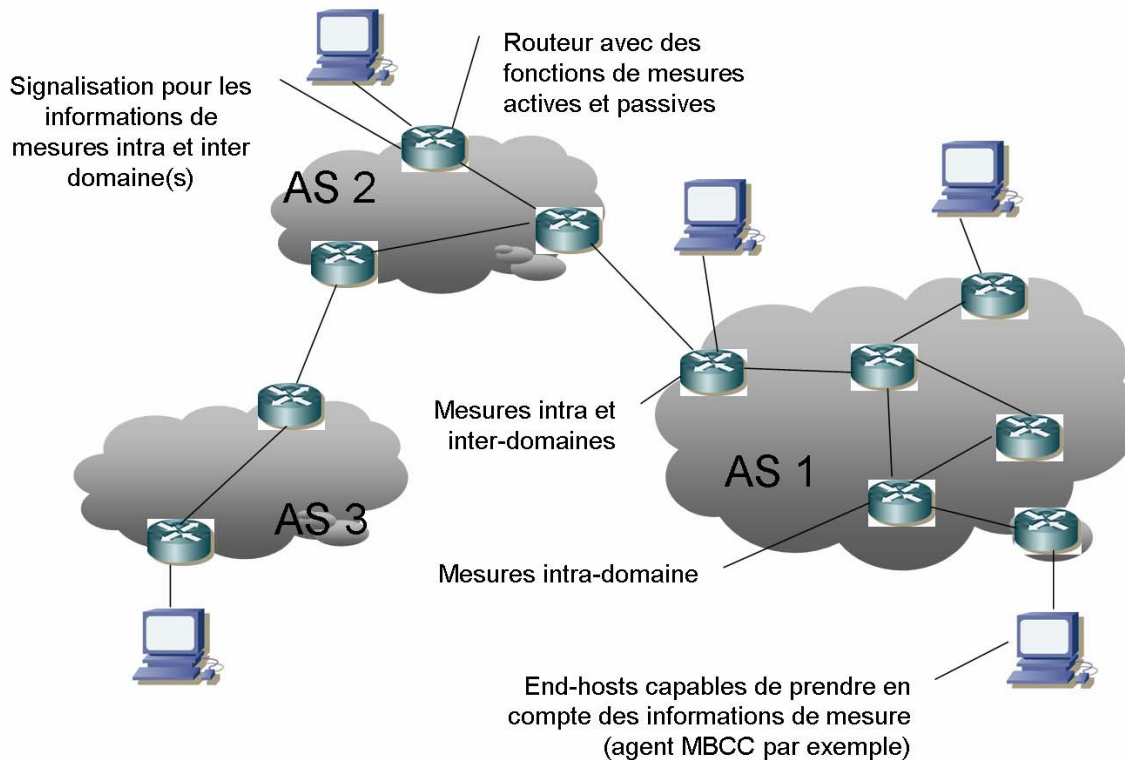 Signalisation pour les
informations de
mesures intra et inter
domaine(s)
Routeur avec des
fonctions de mesures
actives et passives
AS 2
Mesures intra et
inter-domaines
AS 1
AS 3
Mesures intra-domaine
End-hosts capables de prendre en
compte des informations de mesure
(agent MBCC par exemple)